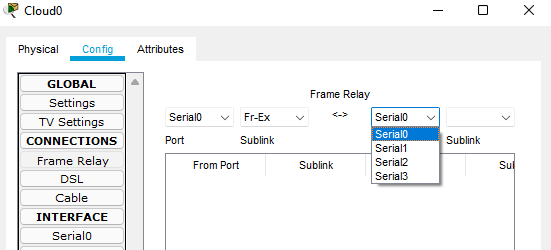 Cloud0
Physical Config Attributes
GLOBAL
Settings
TV Settings
CONNECTIONS
Frame Relay
DSL
Cable
INTERFACE
Serial0
Frame Relay
Serial0 Fr-Ex <-> Serial0
Port Sublink Sublink
Serial0
Serial1
Serial2
Serial3
From Port Sublink Sul